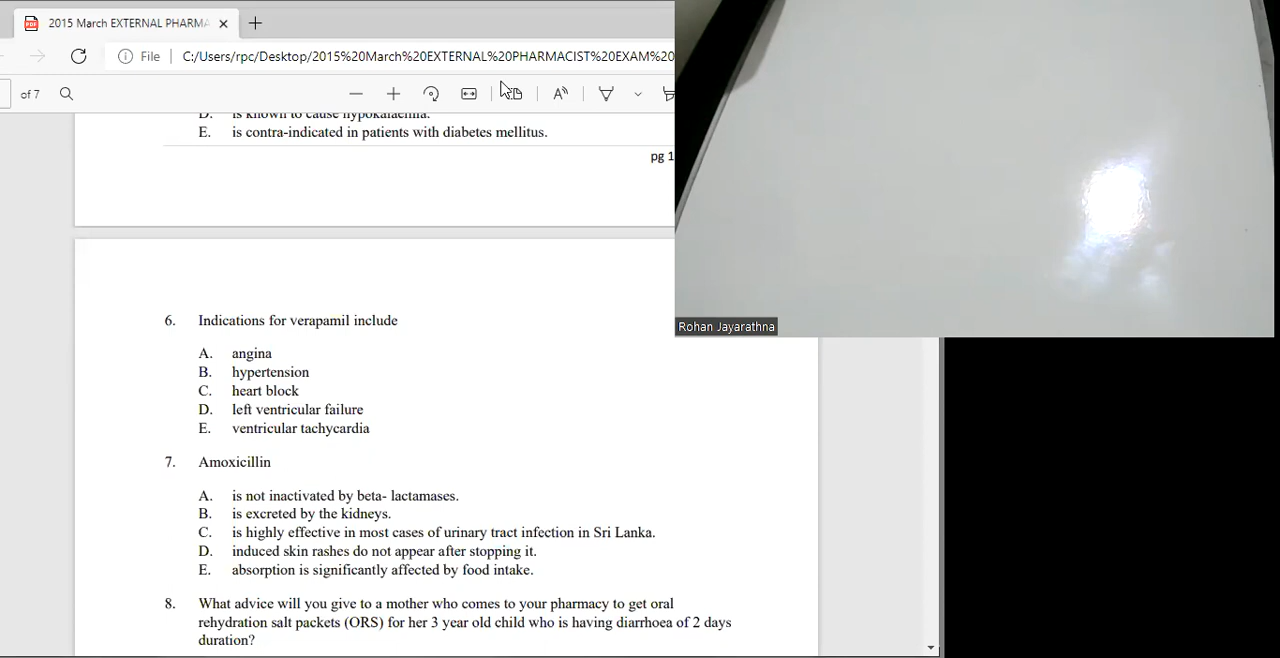 2015 March EXTERNAL PHARMA
File C:/Users/rpc/Desktop/2015%20March%20EXTERNAL%20PHARMACIST%20EXAM%20
of 7
D. is known to cause hypokalaemia.
E. is contra-indicated in patients with diabetes mellitus.
pg 1
6. Indications for verapamil include
A. angina
B. hypertension
C. heart block
D. left ventricular failure
E. ventricular tachycardia
7. Amoxicillin
A. is not inactivated by beta- lactamases.
B. is excreted by the kidneys.
C. is highly effective in most cases of urinary tract infection in Sri Lanka.
D. induced skin rashes do not appear after stopping it.
E. absorption is significantly affected by food intake.
8. What advice will you give to a mother who comes to your pharmacy to get oral
rehydration salt packets (ORS) for her 3 year old child who is having diarrhoea of 2 days
duration?
Rohan Jayarathna